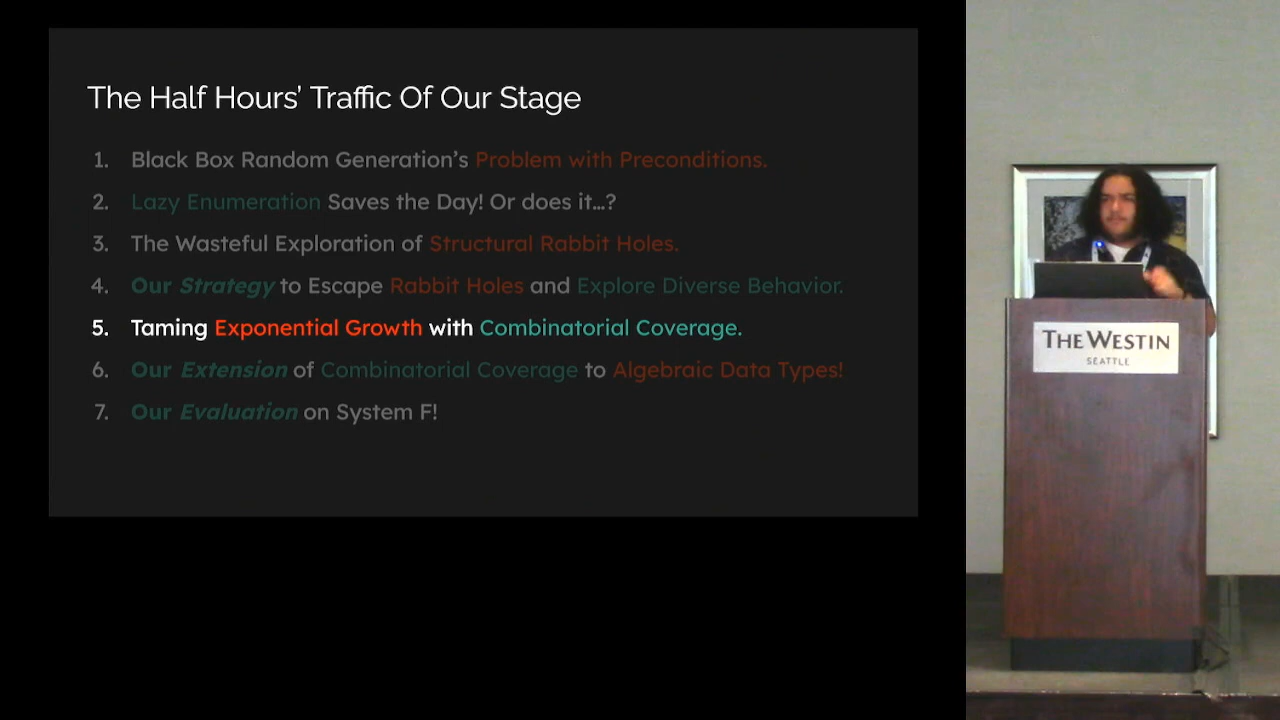 The Half Hours’ Traffic Of Our Stage
1. Black Box Random Generation’s Problem with Preconditions.
2. Lazy Enumeration Saves the Day! Or does it…?
3. The Wasteful Exploration of Structural Rabbit Holes.
4. Our Strategy to Escape Rabbit Holes and Explore Diverse Behavior.
5. Taming Exponential Growth with Combinatorial Coverage.
6. Our Extension of Combinatorial Coverage to Algebraic Data Types!
7. Our Evaluation on System F!
THE WESTIN
SEATTLE